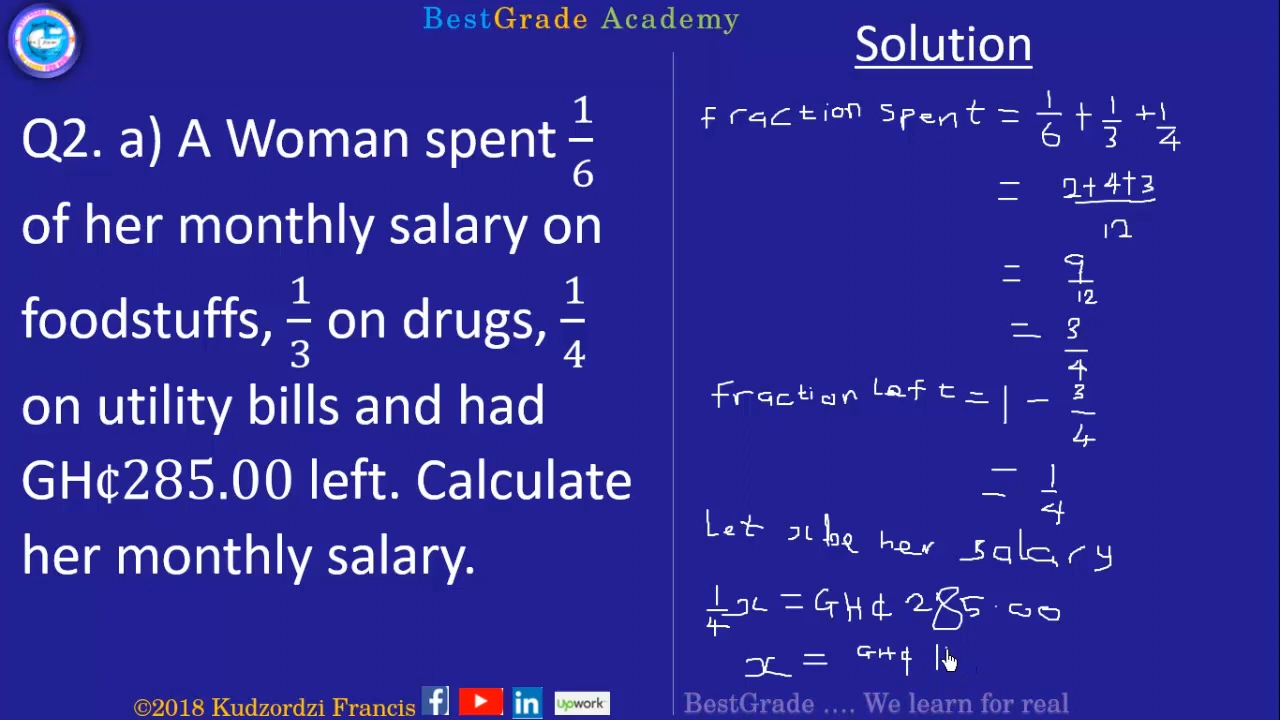 BestGrade Academy
Q2. a) A Woman spent 1/6
of her monthly salary on
foodstuffs, 1/3 on drugs, 1/4
on utility bills and had
GH¢285.00 left. Calculate
her monthly salary.
Solution
Fraction spent = 1/6 + 1/3 + 1/4
= 2+4+3/12
= 9/12
= 3/4
Fraction Left = 1 - 3/4
= 1/4
Let x be her salary
1/4 x = GH¢ 285.00
x = GH¢ 1
©2018 Kudzordzi Francis
f
in
upwork
BestGrade .... We learn for real